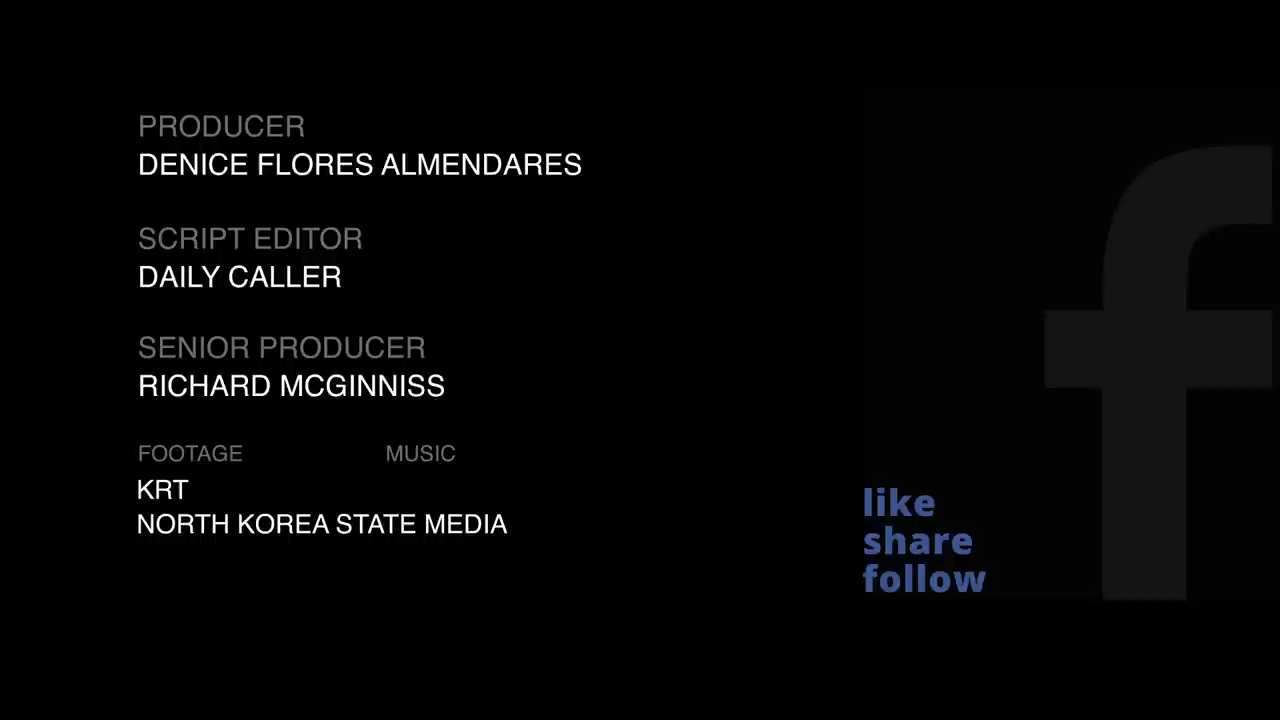 PRODUCER
DENICE FLORES ALMENDARES
SCRIPT EDITOR
DAILY CALLER
SENIOR PRODUCER
RICHARD MCGINNISS
FOOTAGE MUSIC
KRT
NORTH KOREA STATE MEDIA
like
share
follow
f